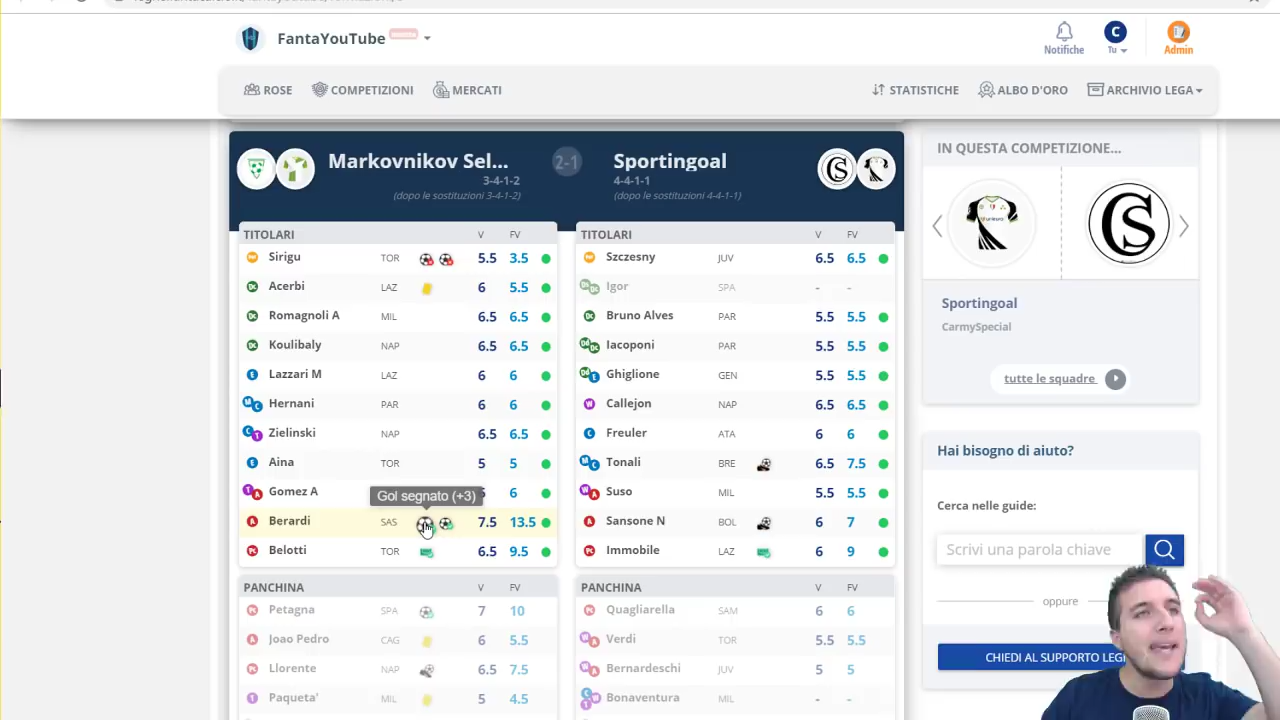 FantaYouTube
Notifiche
C
Tu
Admin
ROSE
COMPETIZIONI
MERCATI
STATISTICHE
ALBO D'ORO
ARCHIVIO LEGA
Markovnikov Sel...
3-4-1-2
(dopo le sostituzioni 3-4-1-2)
2-1
Sportingoal
4-4-1-1
(dopo le sostituzioni 4-4-1-1)
TITOLARI V FV
Sirigu TOR 5.5 3.5
Acerbi LAZ 6 5.5
Romagnoli A MIL 6.5 6.5
Koulibaly NAP 6.5 6.5
Lazzari M LAZ 6 6
Hernani PAR 6 6
Zielinski NAP 6.5 6.5
Aina TOR 5 5
Gomez A 6
Gol segnato (+3)
Berardi SAS 7.5 13.5
Belotti TOR 6.5 9.5
PANCHINA V FV
Petagna SPA 7 10
Joao Pedro CAG 6 5.5
Llorente NAP 6.5 7.5
Paqueta' MIL 5 4.5
TITOLARI V FV
Szczesny JUV 6.5 6.5
Igor SPA - -
Bruno Alves PAR 5.5 5.5
Iacoponi PAR 5.5 5.5
Ghiglione GEN 5.5 5.5
Callejon NAP 6.5 6.5
Freuler ATA 6 6
Tonali BRE 6.5 7.5
Suso MIL 5.5 5.5
Sansone N BOL 6 7
Immobile LAZ 6 9
PANCHINA V FV
Quagliarella SAM 6 6
Verdi TOR 5.5 5.5
Bernardeschi JUV 5 5
Bonaventura MIL - -
IN QUESTA COMPETIZIONE...
Sportingoal
CarmySpecial
tutte le squadre
Hai bisogno di aiuto?
Cerca nelle guide:
Scrivi una parola chiave
oppure
CHIEDI AL SUPPORTO